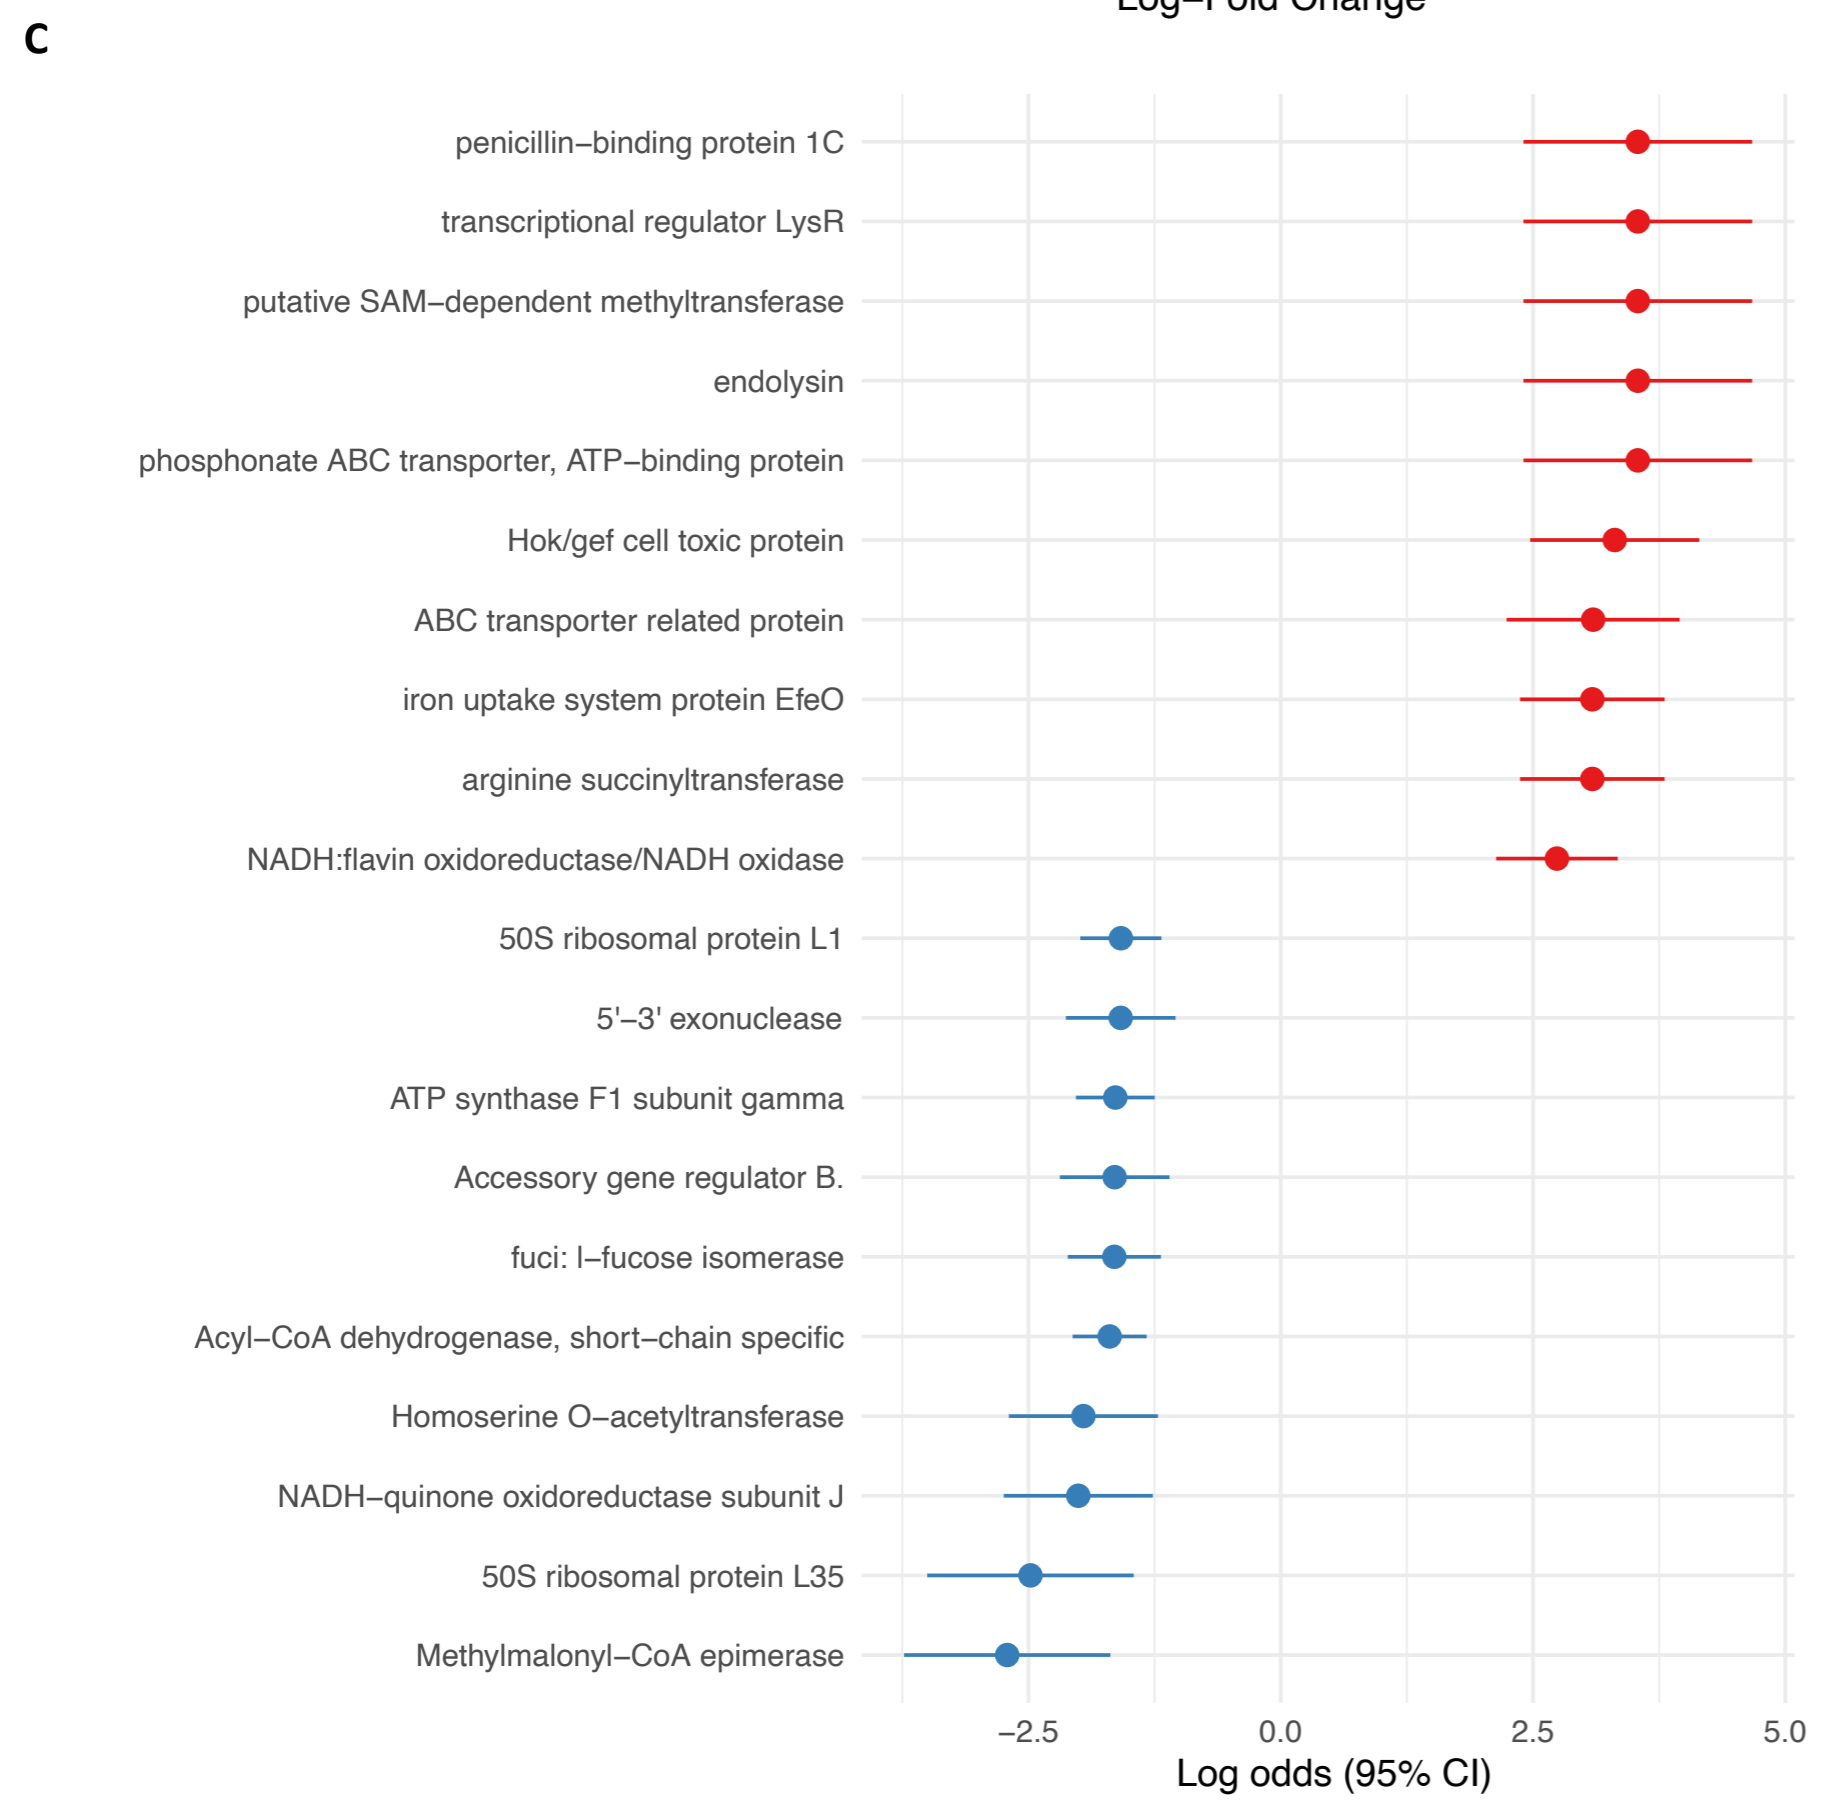 Log−Fold Change
C
penicillin−binding protein 1C
transcriptional regulator LysR
putative SAM−dependent methyltransferase
endolysin
phosphonate ABC transporter, ATP−binding protein
Hok/gef cell toxic protein
ABC transporter related protein
iron uptake system protein EfeO
arginine succinyltransferase
NADH:flavin oxidoreductase/NADH oxidase
50S ribosomal protein L1
5'−3' exonuclease
ATP synthase F1 subunit gamma
Accessory gene regulator B.
fuci: l−fucose isomerase
Acyl−CoA dehydrogenase, short−chain specific
Homoserine O−acetyltransferase
NADH−quinone oxidoreductase subunit J
50S ribosomal protein L35
Methylmalonyl−CoA epimerase
−2.5 0.0 2.5 5.0
Log odds (95% CI)